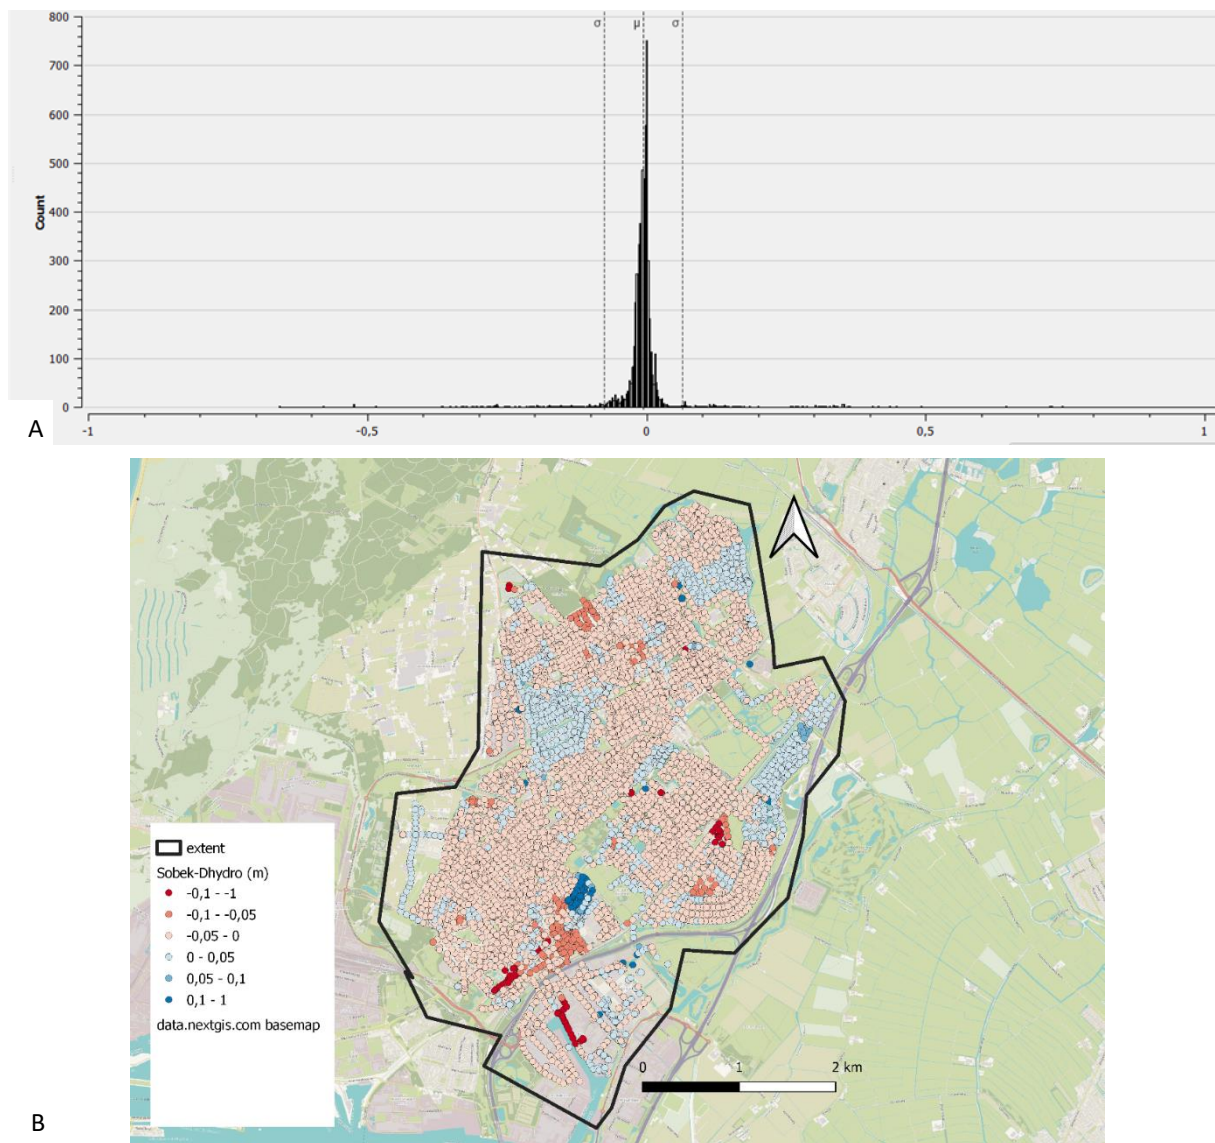 800
σ
μ
σ
700
600
500
Count
400
300
200
100
0
A
-1
-0,5
0
0,5
1
extent
Sobek-Dhydro (m)
-0,1 - -1
-0,1 - -0,05
-0,05 - 0
0 - 0,05
0,05 - 0,1
0,1 - 1
data.nextgis.com basemap
0
1
2 km
B